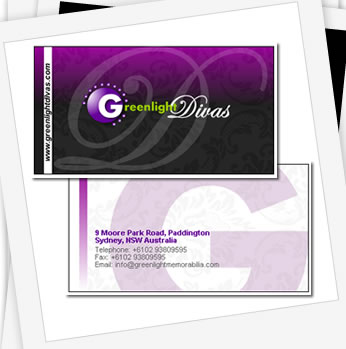 www.greenlightdivas.com
Greenlight Divas
9 Moore Park Road, Paddington
Sydney, NSW Australia
Telephone: +6102 93809595
Fax: +6102 93809595
Email: info@greenlightmemorabilia.com